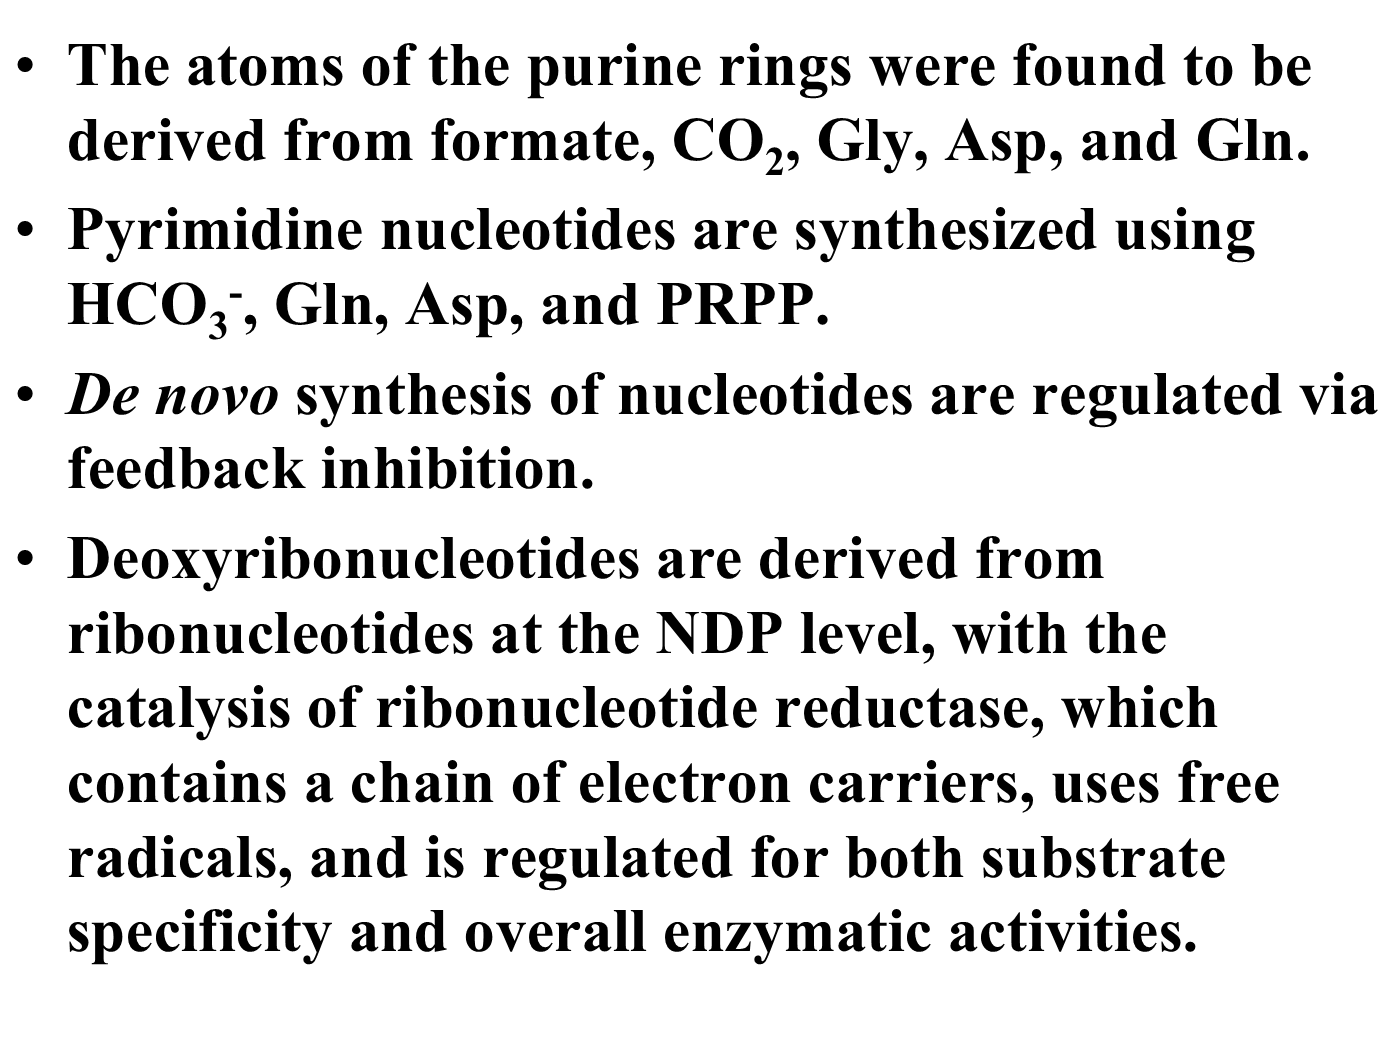 • The atoms of the purine rings were found to be
derived from formate, CO₂, Gly, Asp, and Gln.
• Pyrimidine nucleotides are synthesized using
HCO₃⁻, Gln, Asp, and PRPP.
• De novo synthesis of nucleotides are regulated via
feedback inhibition.
• Deoxyribonucleotides are derived from
ribonucleotides at the NDP level, with the
catalysis of ribonucleotide reductase, which
contains a chain of electron carriers, uses free
radicals, and is regulated for both substrate
specificity and overall enzymatic activities.